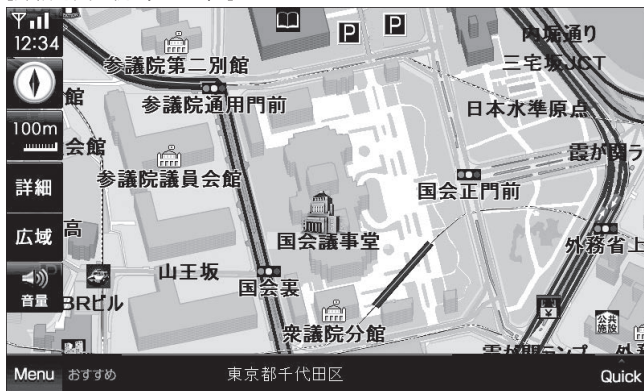 12:34
100m
詳細
広域
音量
内堀通り
三宅坂JCT
参議院第二別館
館
参議院通用門前
日本水準原点
会館
霞が関ラ
参議院議員会館
国会正門前
高
国会議事堂
外務省上
山王坂
国会裏
BRビル
衆議院分館
公共
施設
P
P
Menu
おすすめ
東京都千代田区
Quick